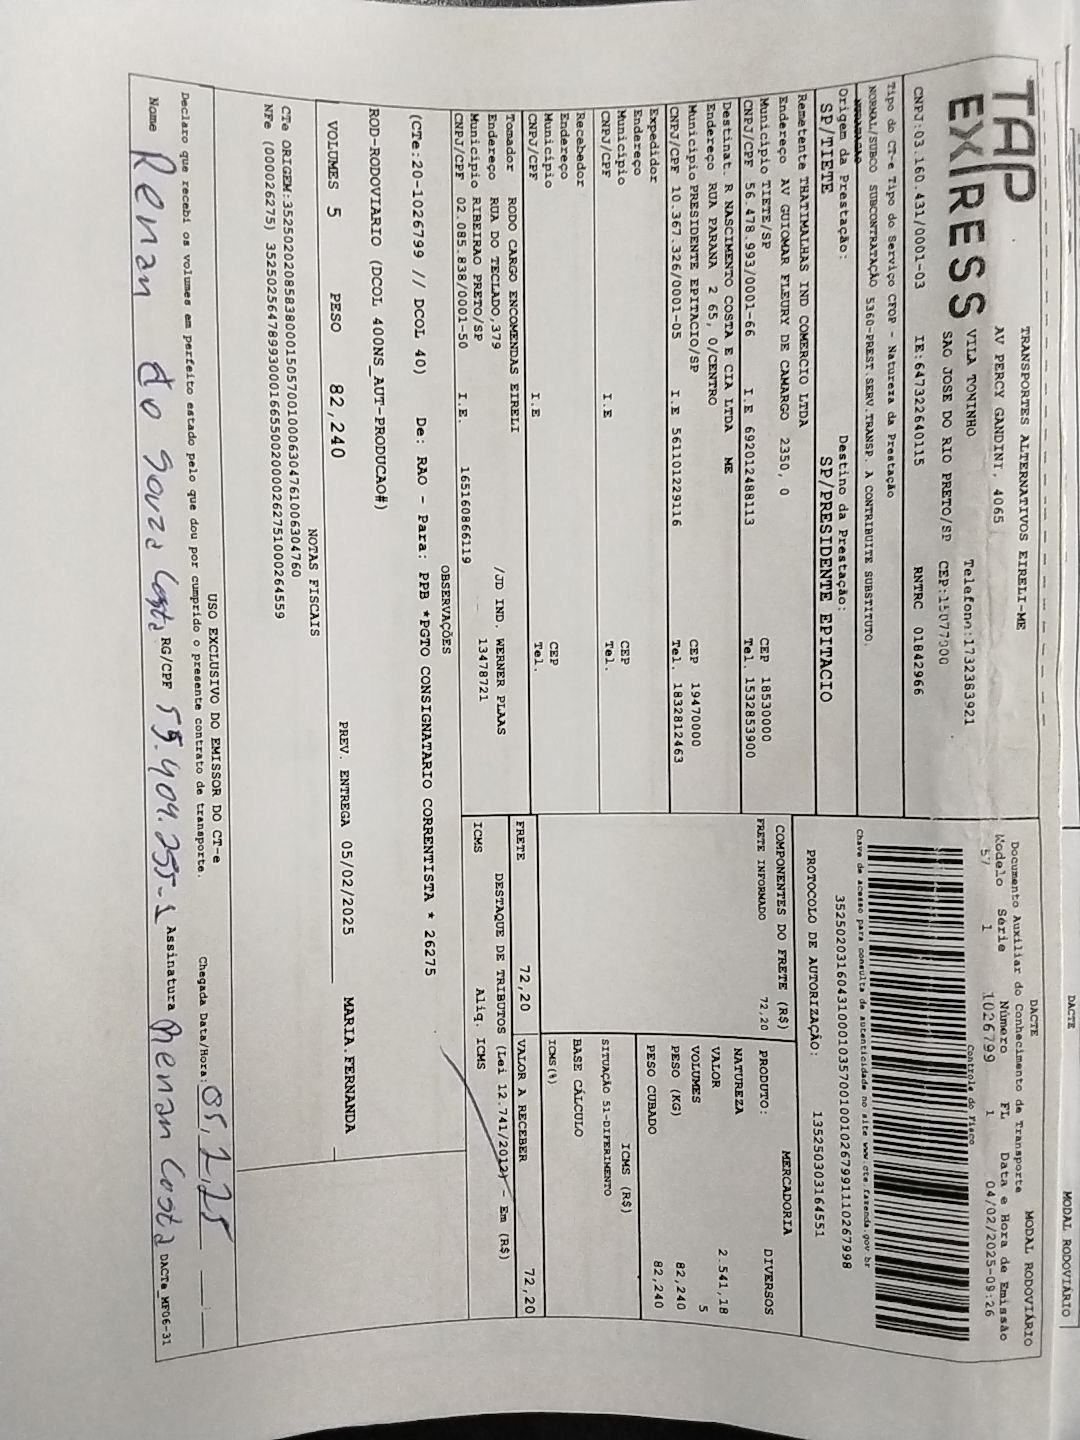 TAP
EXPRESS
TRANSPORTES ALTERNATIVOS EIRELI-ME
AV PERCY GANDINI, 4065
VILA TONINHO Telefone:1732383921
SAO JOSE DO RIO PRETO/SP CEP:15077000
CNPJ:03.160.431/0001-03 IE:647322640115 RNTRC 01842966
DACTE MODAL RODOVIÁRIO
Documento Auxiliar do Conhecimento de Transporte
Modelo Série Número FL Data e Hora de Emissão
57 1 1026799 1 04/02/2025-09:26
Controle do Fisco
35250203160431000103570010010267991110267998
Chave de acesso para consulta de autenticidade no site www.cte.fazenda.gov.br
PROTOCOLO DE AUTORIZAÇÃO: 135250303164551
Tipo do CT-e Tipo do Serviço CFOP - Natureza da Prestação
NORMAL/SUBCO SUBCONTRATAÇÃO 5360-PREST.SERV.TRANSP. A CONTRIBUITE SUBSTITUTO.
Origem da Prestação: Destino da Prestação:
SP/TIETE SP/PRESIDENTE EPITACIO
Remetente THATIMALHAS IND COMERCIO LTDA
Endereço AV GUIOMAR FLEURY DE CAMARGO 2350, 0
Município TIETE/SP CEP 18530000
CNPJ/CPF 56.478.993/0001-66 I.E 692012488113 Tel. 1532853900
Destinat. R NASCIMENTO COSTA E CIA LTDA ME
Endereço RUA PARANA 2 65, 0/CENTRO
Município PRESIDENTE EPITACIO/SP CEP 19470000
CNPJ/CPF 10.367.326/0001-05 I.E 561101229116 Tel. 1832812463
Expedidor
Endereço
Município CEP
CNPJ/CPF I.E Tel.
Recebedor
Endereço
Município CEP
CNPJ/CPF I.E Tel.
Tomador RODO CARGO ENCOMENDAS EIRELI
Endereço RUA DO TECLADO,379 /JD IND. WERNER PLAAS
Município RIBEIRAO PRETO/SP 13478721
CNPJ/CPF 02.085.838/0001-50 I.E. 165160866119
COMPONENTES DO FRETE (R$)
FRETE INFORMADO 72,20
FRETE 72,20
MERCADORIA
PRODUTO: DIVERSOS
NATUREZA
VALOR 2.541,18
VOLUMES 5
PESO (KG) 82,240
PESO CUBADO 82,240
ICMS (R$)
SITUAÇÃO 51-DIFERIMENTO
BASE CÁLCULO
ICMS(%)
VALOR A RECEBER 72,20
DESTAQUE DE TRIBUTOS (Lei 12.741/2012) - Em (R$)
ICMS Aliq. ICMS
OBSERVAÇÕES
(CTe:20-1026799 // DCOL 40) De: RAO - Para: PPB *PGTO CONSIGNATARIO CORRENTISTA * 26275
ROD-RODOVIARIO (DCOL 400NS_AUT-PRODUCAO#)
VOLUMES 5 PESO 82,240 PREV. ENTREGA 05/02/2025 MARIA.FERNANDA
NOTAS FISCAIS
CTe ORIGEM:35250202085838000150570010006304761006304760
NFe (000026275) 35250256478993000166550020000262751000264559
USO EXCLUSIVO DO EMISSOR DO CT-e
Declaro que recebi os volumes em perfeito estado pelo que dou por cumprido o presente contrato de transporte. Chegada Data/Hora: 05,2,25
Nome Renan do Souza Costa RG/CPF 55.404.255-1 Assinatura Renan Costa DACTe_MF06-31
DACTE MODAL RODOVIÁRIO